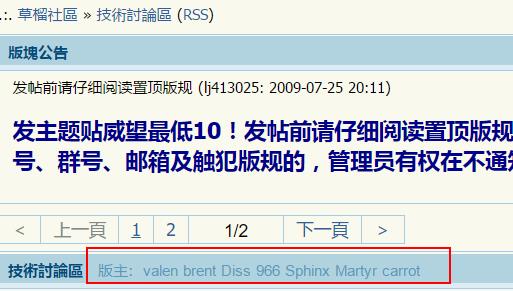 .:. 草榴社區 » 技術討論區 (RSS)
版塊公告
发帖前请仔细阅读置顶版规 (lj413025: 2009-07-25 20:11)
发主题贴威望最低10！发帖前请仔细阅读置顶版规
号、群号、邮箱及触犯版规的，管理员有权在不通知
< 上一頁 1 2 1/2 下一頁 >
技術討論區 版主: valen brent Diss 966 Sphinx Martyr carrot